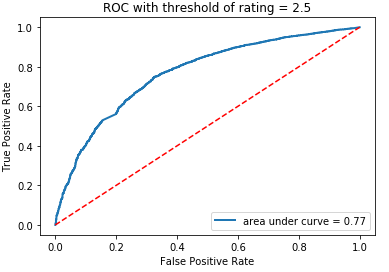 ROC with threshold of rating = 2.5
True Positive Rate
1.0
0.8
0.6
0.4
0.2
0.0
area under curve = 0.77
0.0 0.2 0.4 0.6 0.8 1.0
False Positive Rate